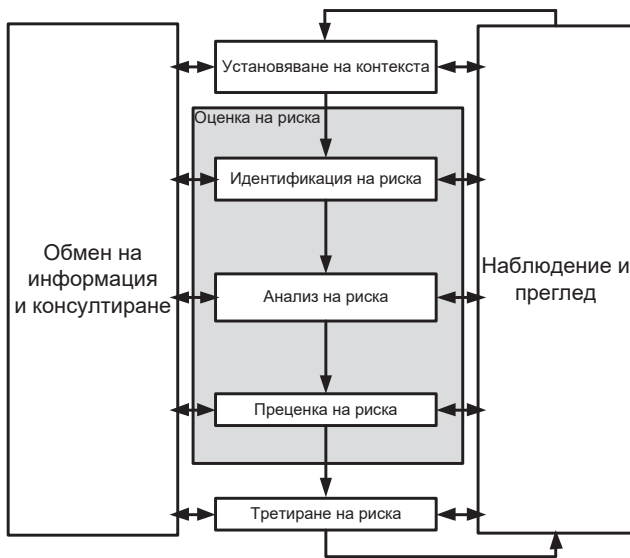 Установяване на контекста
Оценка на риска
Идентификация на риска
Обмен на
информация
и консултиране
Анализ на риска
Наблюдение и
преглед
Преценка на риска
Третиране на риска